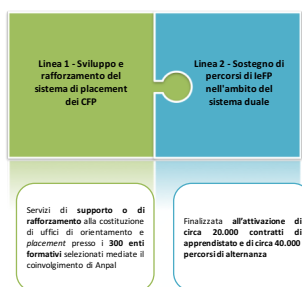 Linea 1 - Sviluppo e
rafforzamento del
sistema di placement
dei CFP
Linea 2 - Sostegno di
percorsi di IeFP
nell'ambito del
sistema duale
Servizi di supporto o di
rafforzamento alla costituzione
di uffici di orientamento e
placement presso i 300 enti
formativi selezionati mediante il
coinvolgimento di Anpal
Finalizzata all'attivazione di
circa 20.000 contratti di
apprendistato e di circa 40.000
percorsi di alternanza